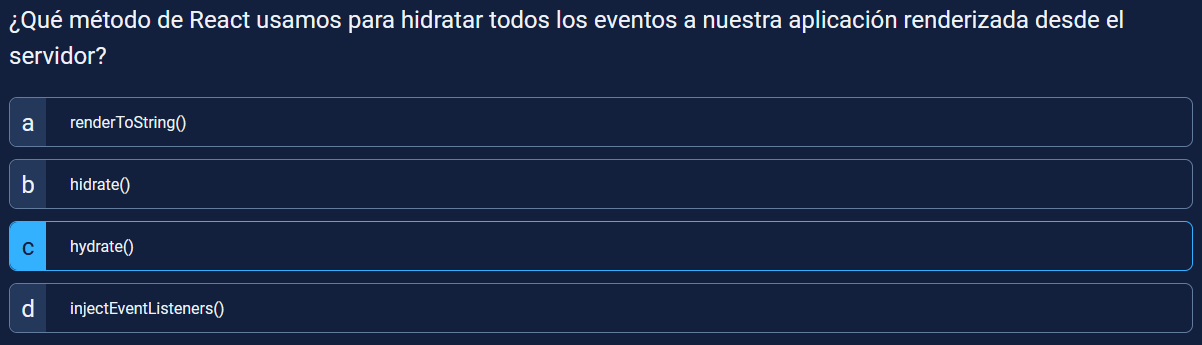 ¿Qué método de React usamos para hidratar todos los eventos a nuestra aplicación renderizada desde el
servidor?
a renderToString()
b hidrate()
c hydrate()
d injectEventListeners()